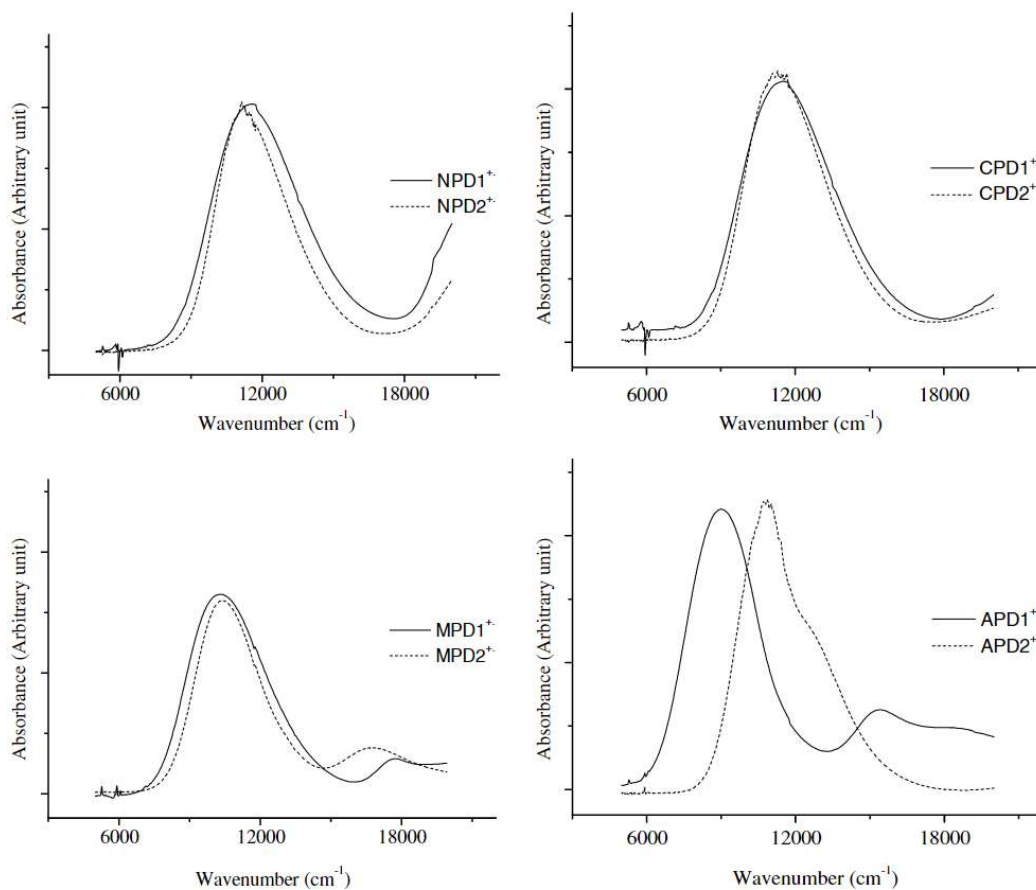 Absorbance (Arbitrary unit)
NPD1+·
NPD2+·
6000 12000 18000
Wavenumber (cm-1)
Absorbance (Arbitrary unit)
CPD1+
CPD2+
6000 12000 18000
Wavenumber (cm-1)
Absorbance (Arbitrary unit)
MPD1+·
MPD2+·
6000 12000 18000
Wavenumber (cm-1)
Absorbance (Arbitrary unit)
APD1+
APD2+
6000 12000 18000
Wavenumber (cm-1)